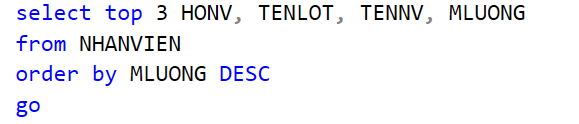 select top 3 HONV, TENLOT, TENNV, MLUONG
from NHANVIEN
order by MLUONG DESC
go